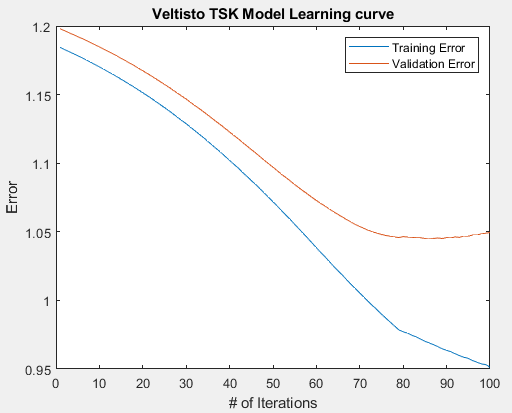 Veltisto TSK Model Learning curve
Training Error
Validation Error
Error
1.2
1.15
1.1
1.05
1
0.95
0 10 20 30 40 50 60 70 80 90 100
# of Iterations